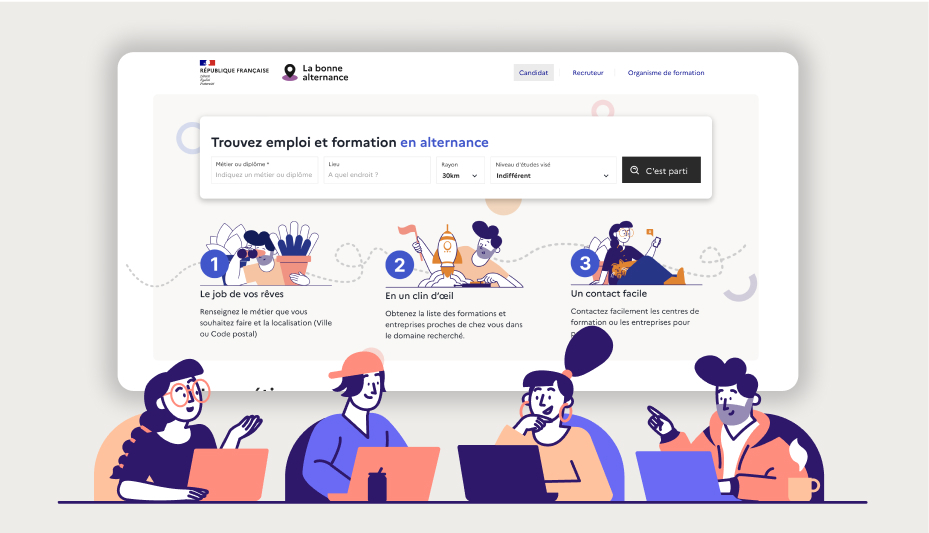 RÉPUBLIQUE FRANÇAISE
Liberté
Égalité
Fraternité
La bonne
alternance
Candidat
Recruteur
Organisme de formation
Trouvez emploi et formation en alternance
Métier ou diplôme *
Indiquez un métier ou diplôme
Lieu
A quel endroit ?
Rayon
30km
Niveau d'études visé
Indifférent
C'est parti
1
Le job de vos rêves
Renseignez le métier que vous
souhaitez faire et la localisation (Ville
ou Code postal)
2
En un clin d'œil
Obtenez la liste des formations et
entreprises proches de chez vous dans
le domaine recherché.
3
Un contact facile
Contactez facilement les centres de
formation ou les entreprises pour